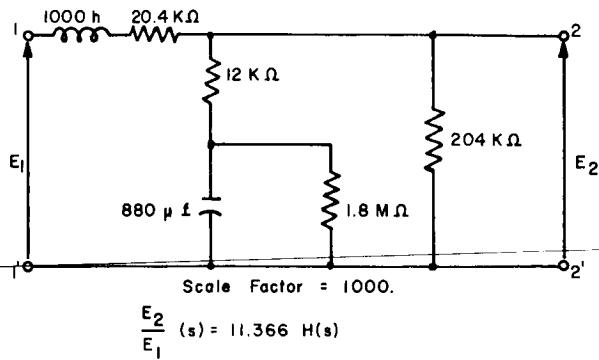 1000 h 20.4 KΩ
1
2
12 KΩ
204 KΩ
E1
E2
880 μ f
1.8 M Ω
1'
2'
Scale Factor = 1000.
E2/E1 (s) = 11.366 H(s)